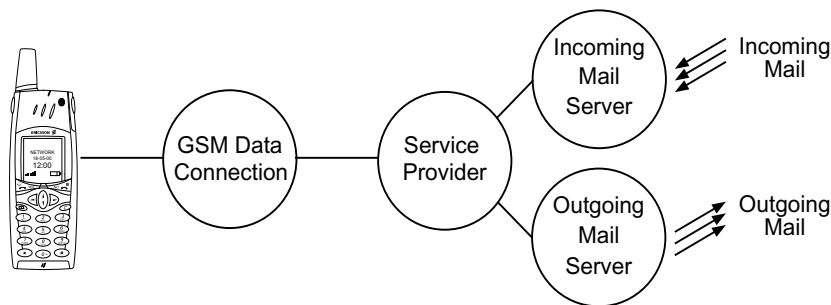 ERICSSON
NETWORK
18-05-00
12:00
GSM Data
Connection
Service
Provider
Incoming
Mail
Server
Incoming
Mail
Outgoing
Mail
Server
Outgoing
Mail